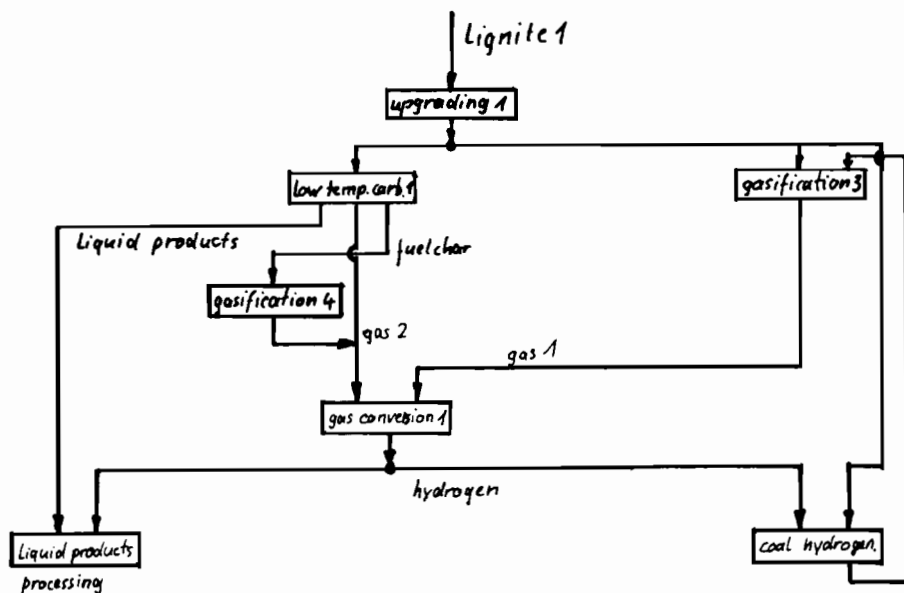 Lignite 1
upgrading 1
low temp. carb. 1
gasification 3
Liquid products
fuelchar
gasification 4
gas 2
gas 1
gas conversion 1
hydrogen
Liquid products
processing
coal hydrogen.